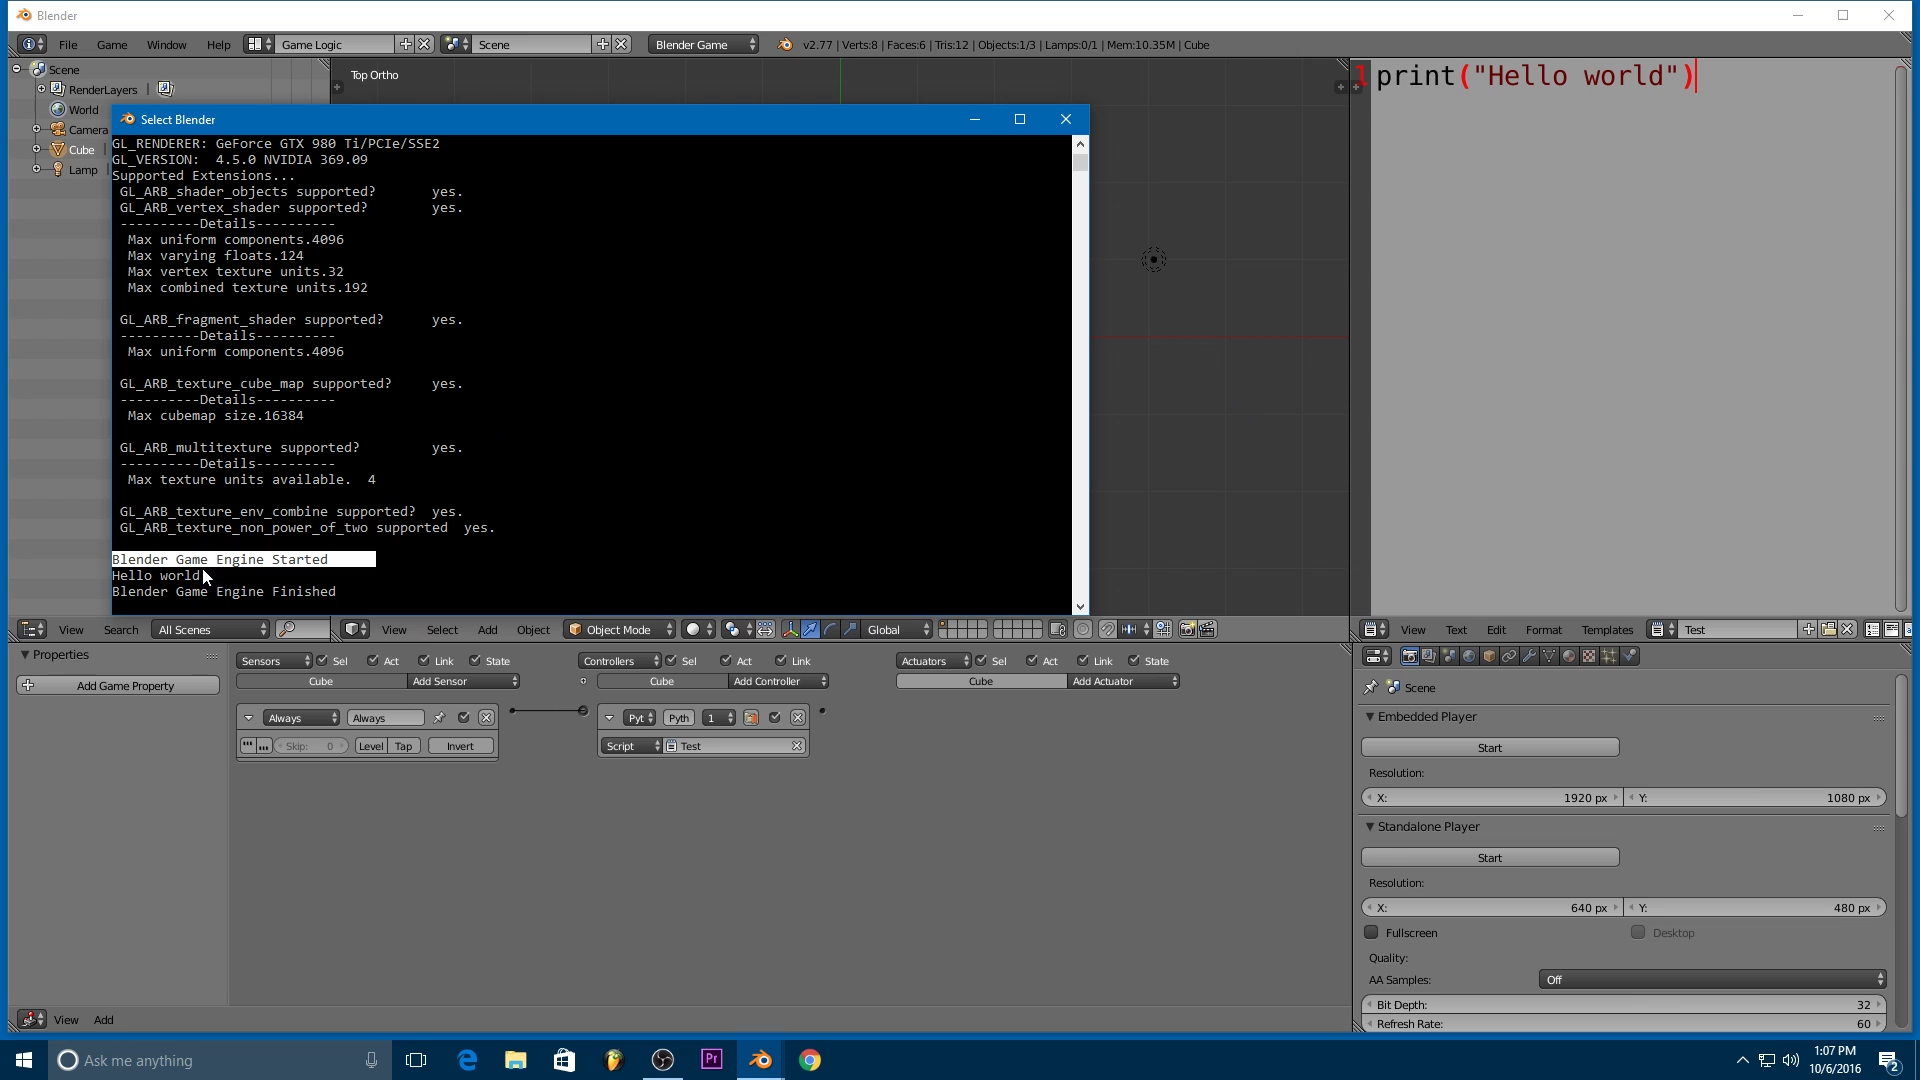 Blender
File Game Window Help Game Logic Scene Blender Game v2.77 | Verts:8 | Faces:6 | Tris:12 | Objects:1/3 | Lamps:0/1 | Mem:10.35M | Cube
Scene
RenderLayers
World
Camera
Cube
Lamp
Top Ortho
1 print("Hello world")
Select Blender
GL_RENDERER: GeForce GTX 980 Ti/PCIe/SSE2
GL_VERSION: 4.5.0 NVIDIA 369.09
Supported Extensions...
GL_ARB_shader_objects supported? yes.
GL_ARB_vertex_shader supported? yes.
----------Details----------
Max uniform components.4096
Max varying floats.124
Max vertex texture units.32
Max combined texture units.192
GL_ARB_fragment_shader supported? yes.
----------Details----------
Max uniform components.4096
GL_ARB_texture_cube_map supported? yes.
----------Details----------
Max cubemap size.16384
GL_ARB_multitexture supported? yes.
----------Details----------
Max texture units available. 4
GL_ARB_texture_env_combine supported? yes.
GL_ARB_texture_non_power_of_two supported yes.
Blender Game Engine Started
Hello world
Blender Game Engine Finished
View Search All Scenes
View Select Add Object Object Mode Global
View Text Edit Format Templates Test
Properties
Add Game Property
Sensors Sel Act Link State
Cube Add Sensor
Always Always
Skip: 0 Level Tap Invert
Controllers Sel Act Link
Cube Add Controller
Pyt Pyth 1
Script Test
Actuators Sel Act Link State
Cube Add Actuator
Scene
Embedded Player
Start
Resolution:
X: 1920 px Y: 1080 px
Standalone Player
Start
Resolution:
X: 640 px Y: 480 px
Fullscreen Desktop
Quality:
AA Samples: Off
Bit Depth: 32
Refresh Rate: 60
View Add
Ask me anything
Pr
1:07 PM
10/6/2016
2